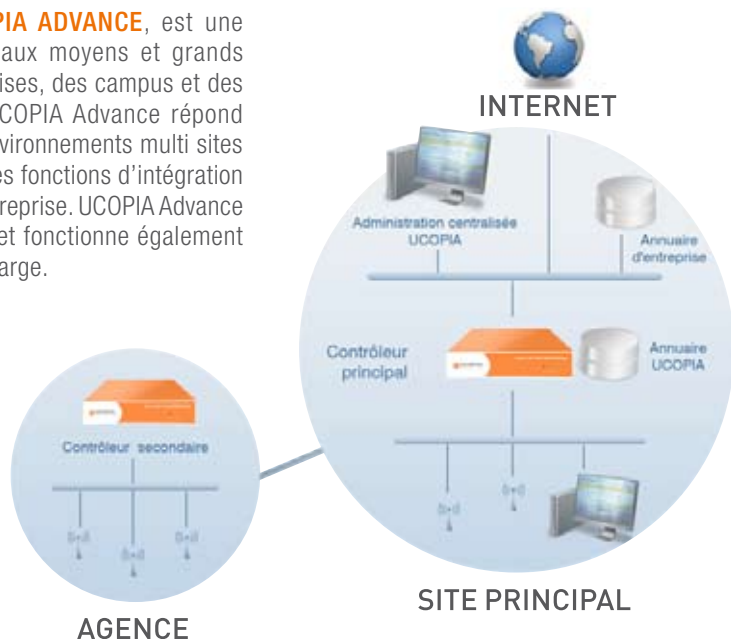 PIA ADVANCE, est une
aux moyens et grands
ises, des campus et des
COPIA Advance répond
vironnements multi sites
es fonctions d'intégration
reprise. UCOPIA Advance
et fonctionne également
arge.
INTERNET
Administration centralisée
UCOPIA
Annuaire
d'entreprise
Contrôleur
principal
Annuaire
UCOPIA
Contrôleur secondaire
SITE PRINCIPAL
AGENCE